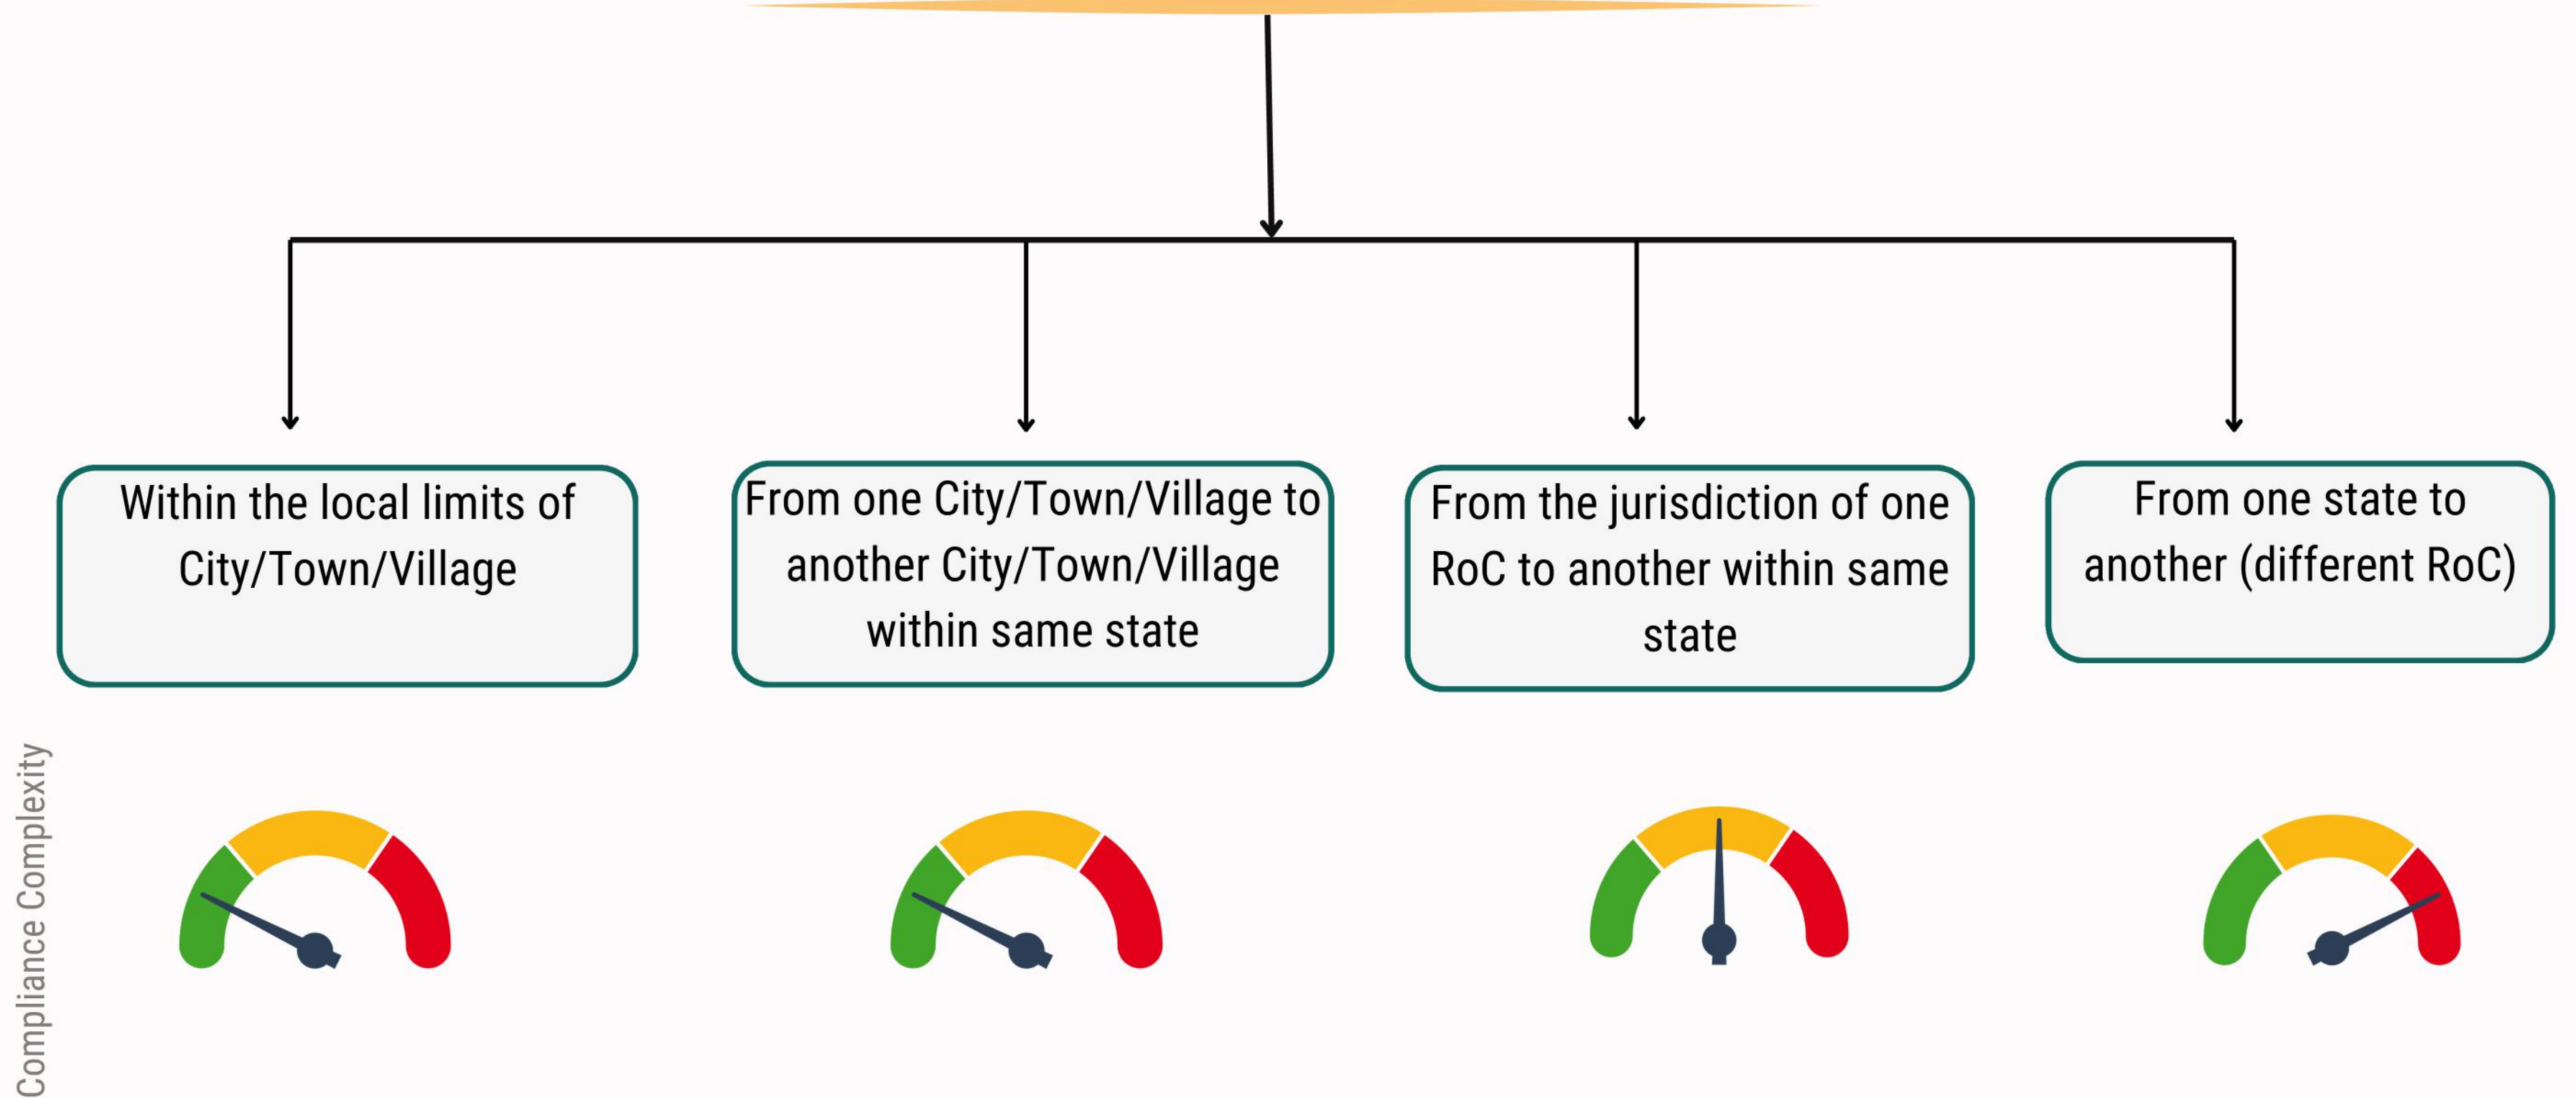 Within the local limits of
City/Town/Village
From one City/Town/Village to
another City/Town/Village
within same state
From the jurisdiction of one
RoC to another within same
state
From one state to
another (different RoC)
Compliance Complexity